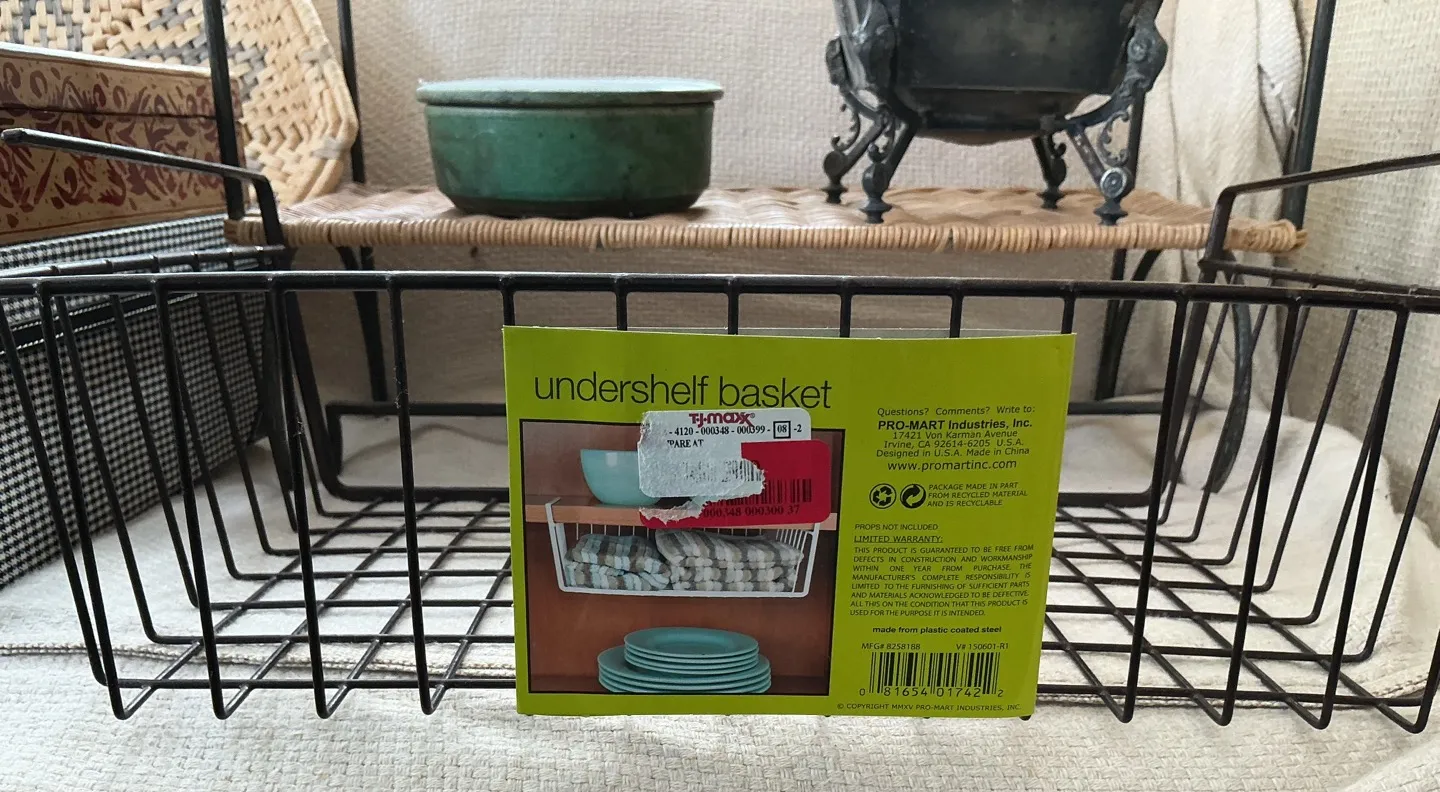 undershelf basket
T·J·maxx
- 4120 - 000348 - 000399 - 08 -2
PARE AT
000348 000300 37
Questions? Comments? Write to:
PRO-MART Industries, Inc.
17421 Von Karman Avenue
Irvine, CA 92614-6205 U.S.A.
Designed in U.S.A. Made in China
www.promartinc.com
PACKAGE MADE IN PART
FROM RECYCLED MATERIAL
AND IS RECYCLABLE
PROPS NOT INCLUDED
LIMITED WARRANTY:
THIS PRODUCT IS GUARANTEED TO BE FREE FROM
DEFECTS IN CONSTRUCTION AND WORKMANSHIP
WITHIN ONE YEAR FROM PURCHASE. THE
MANUFACTURER'S COMPLETE RESPONSIBILITY IS
LIMITED TO THE FURNISHING OF SUFFICIENT PARTS
AND MATERIALS ACKNOWLEDGED TO BE DEFECTIVE.
ALL THIS ON THE CONDITION THAT THIS PRODUCT IS
USED FOR THE PURPOSE IT IS INTENDED.
made from plastic coated steel
MFG# 8258188 V# 150601-R1
0 81654 01742 2
© COPYRIGHT MMXV PRO-MART INDUSTRIES, INC.